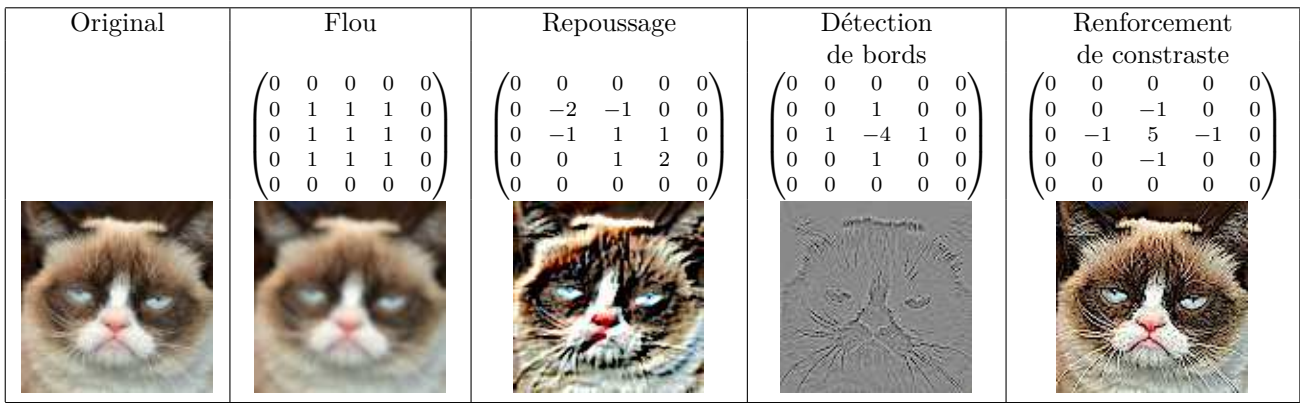 Original Flou Repoussage Détection Renforcement
de bords de constraste
0 0 0 0 0 0 0 0 0 0 0 0 0 0 0 0 0 0 0 0
0 1 1 1 0 0 −2 −1 0 0 0 0 1 0 0 0 0 −1 0 0
0 1 1 1 0 0 −1 1 1 0 0 1 −4 1 0 0 −1 5 −1 0
0 1 1 1 0 0 0 1 2 0 0 0 1 0 0 0 0 −1 0 0
0 0 0 0 0 0 0 0 0 0 0 0 0 0 0 0 0 0 0 0